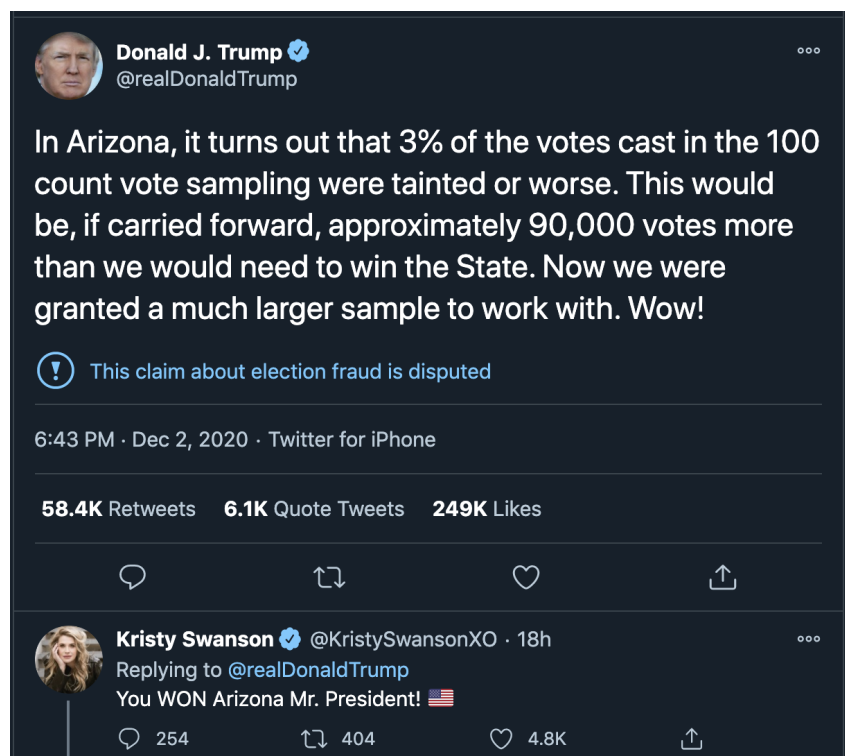 Donald J. Trump
@realDonaldTrump
In Arizona, it turns out that 3% of the votes cast in the 100
count vote sampling were tainted or worse. This would
be, if carried forward, approximately 90,000 votes more
than we would need to win the State. Now we were
granted a much larger sample to work with. Wow!
This claim about election fraud is disputed
6:43 PM · Dec 2, 2020 · Twitter for iPhone
58.4K Retweets 6.1K Quote Tweets 249K Likes
Kristy Swanson @KristySwansonXO · 18h
Replying to @realDonaldTrump
You WON Arizona Mr. President! 🇺🇸
254 404 4.8K